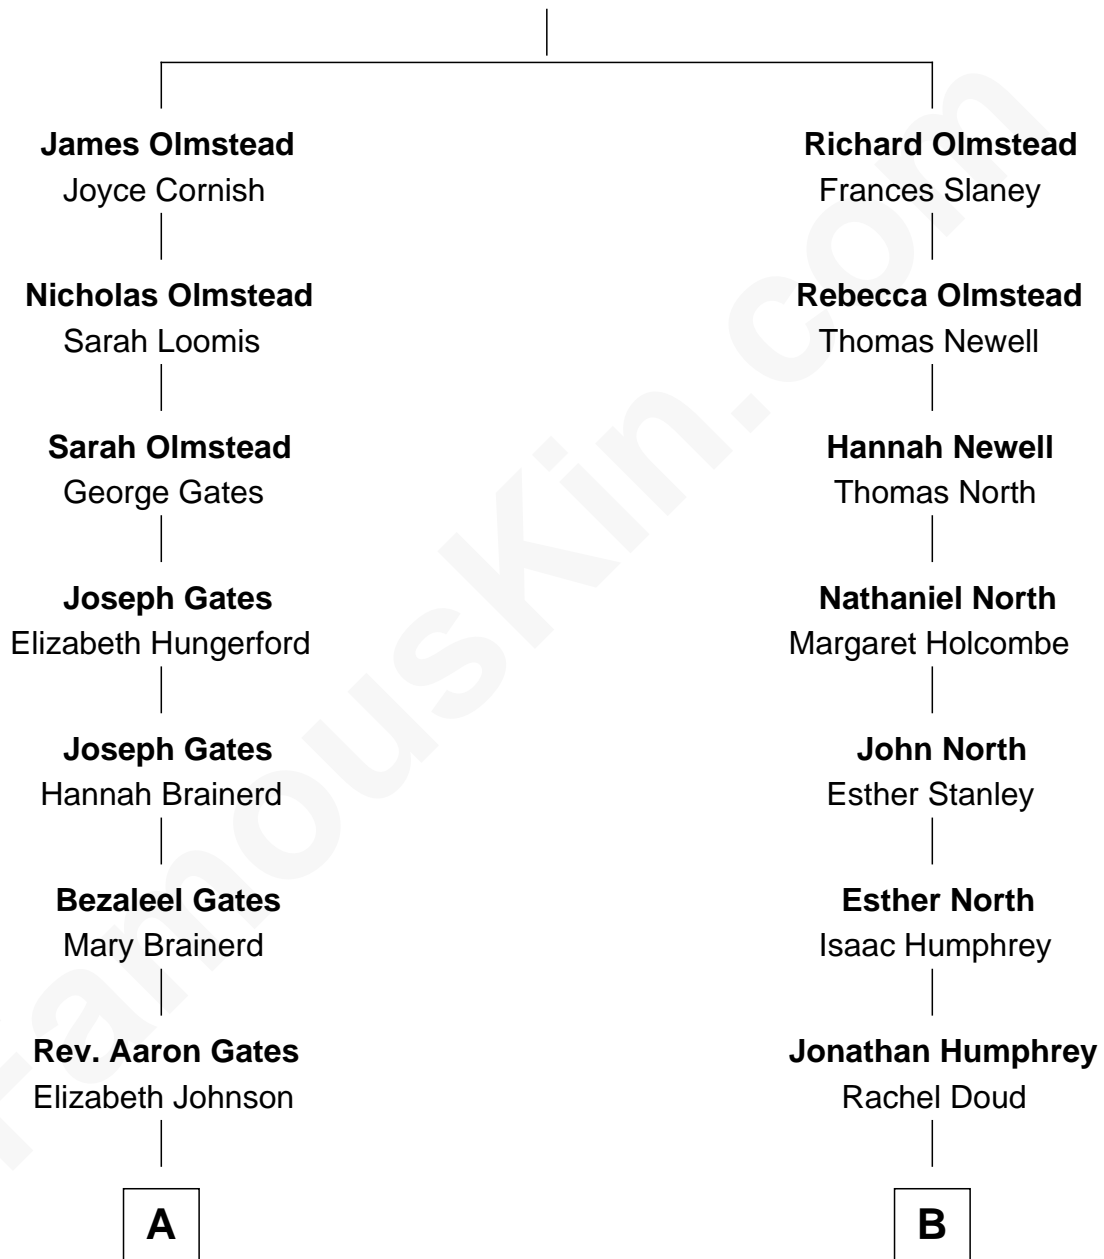 James Olmstead
Joyce Cornish
Nicholas Olmstead
Sarah Loomis
Sarah Olmstead
George Gates
Joseph Gates
Elizabeth Hungerford
Joseph Gates
Hannah Brainerd
Bezaleel Gates
Mary Brainerd
Rev. Aaron Gates
Elizabeth Johnson
A
Richard Olmstead
Frances Slaney
Rebecca Olmstead
Thomas Newell
Hannah Newell
Thomas North
Nathaniel North
Margaret Holcombe
John North
Esther Stanley
Esther North
Isaac Humphrey
Jonathan Humphrey
Rachel Doud
B
FamousKin.com